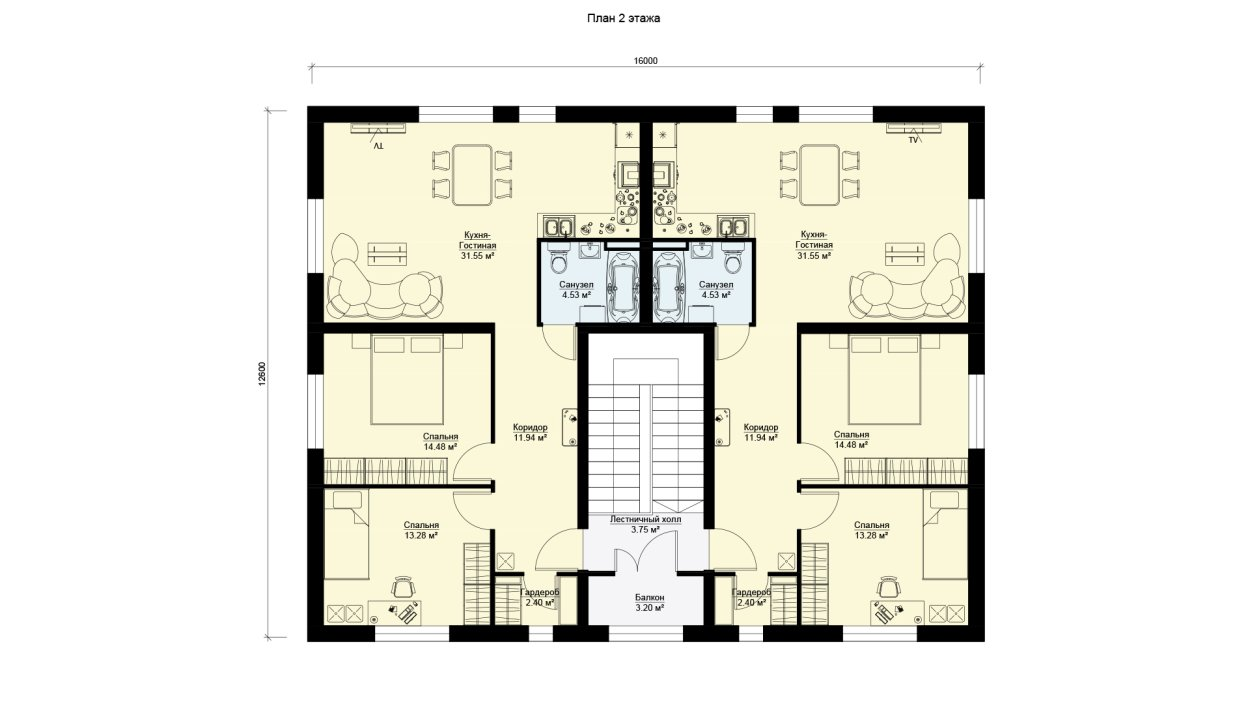 План 2 этажа
16000
TV
TV
Кухня-
Гостиная
31.55 м²
Кухня-
Гостиная
31.55 м²
Санузел
4.53 м²
Санузел
4.53 м²
12600
Спальня
14.48 м²
Коридор
11.94 м²
Коридор
11.94 м²
Спальня
14.48 м²
Спальня
13.28 м²
Лестничный холл
3.75 м²
Спальня
13.28 м²
Гардероб
2.40 м²
Балкон
3.20 м²
Гардероб
2.40 м²